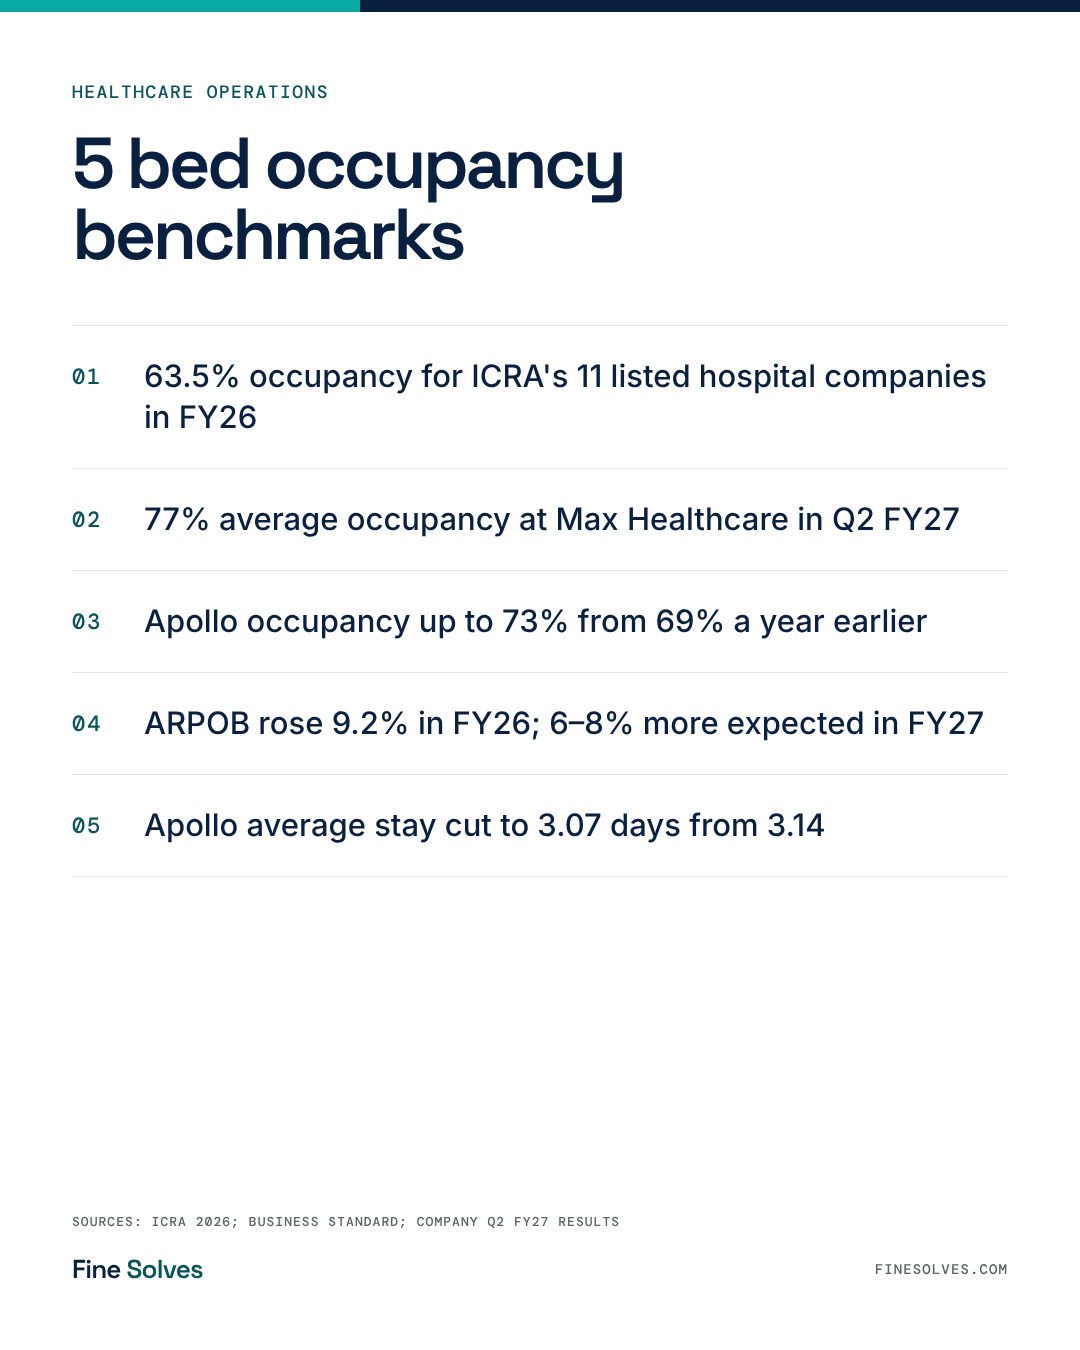 HEALTHCARE OPERATIONS
5 bed occupancy
benchmarks
01 63.5% occupancy for ICRA's 11 listed hospital companies
in FY26
02 77% average occupancy at Max Healthcare in Q2 FY27
03 Apollo occupancy up to 73% from 69% a year earlier
04 ARPOB rose 9.2% in FY26; 6–8% more expected in FY27
05 Apollo average stay cut to 3.07 days from 3.14
SOURCES: ICRA 2026; BUSINESS STANDARD; COMPANY Q2 FY27 RESULTS
Fine Solves
FINESOLVES.COM